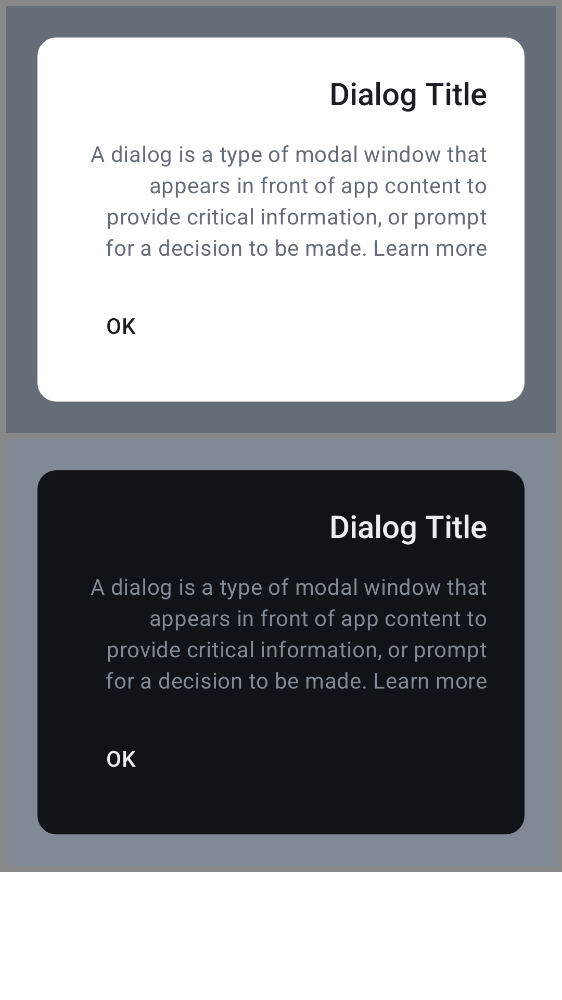 Dialog Title
A dialog is a type of modal window that
appears in front of app content to
provide critical information, or prompt
for a decision to be made. Learn more
OK
Dialog Title
A dialog is a type of modal window that
appears in front of app content to
provide critical information, or prompt
for a decision to be made. Learn more
OK